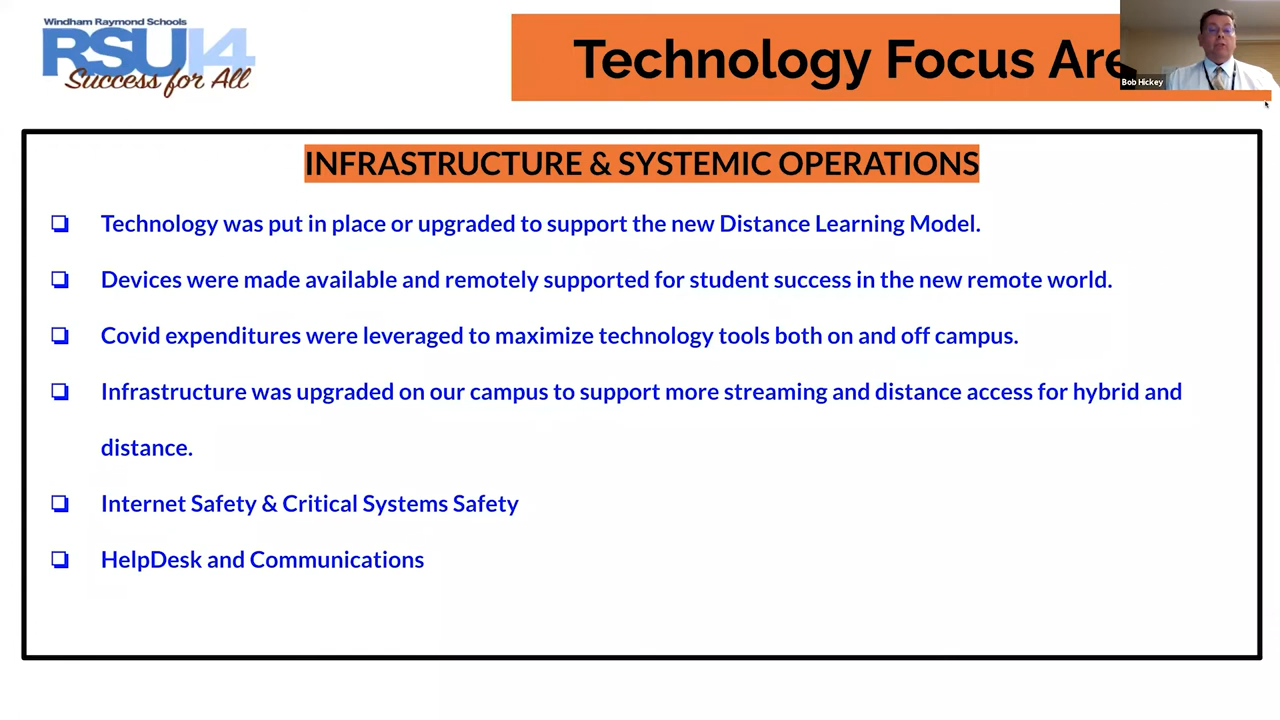 Windham Raymond Schools
RSU14
Success for All
Technology Focus Are
Bob Hickey
INFRASTRUCTURE & SYSTEMIC OPERATIONS
Technology was put in place or upgraded to support the new Distance Learning Model.
Devices were made available and remotely supported for student success in the new remote world.
Covid expenditures were leveraged to maximize technology tools both on and off campus.
Infrastructure was upgraded on our campus to support more streaming and distance access for hybrid and
distance.
Internet Safety & Critical Systems Safety
HelpDesk and Communications